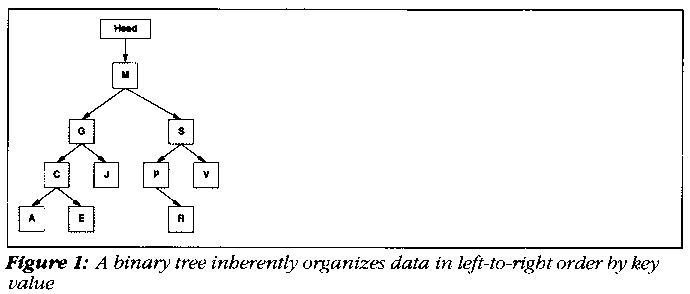 Head
M
G S
C J P V
A E R
Figure 1: A binary tree inherently organizes data in left-to-right order by key
value